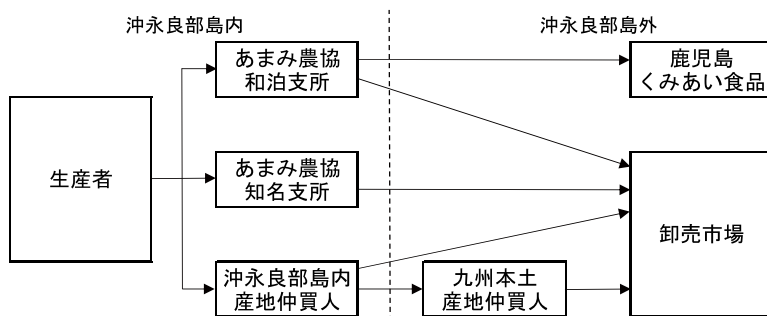 沖永良部島内
沖永良部島外
あまみ農協
和泊支所
鹿児島
くみあい食品
生産者
あまみ農協
知名支所
卸売市場
沖永良部島内
産地仲買人
九州本土
産地仲買人